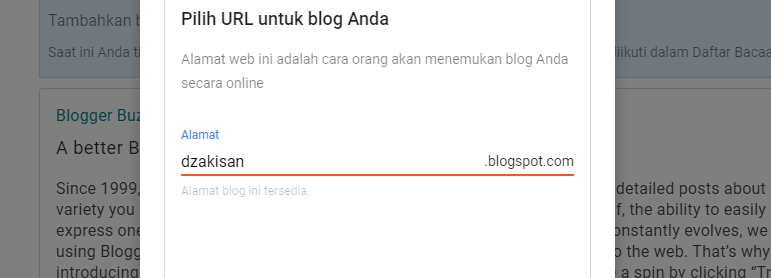 Tambahkan b
Saat ini Anda ti
iikuti dalam Daftar Bacaa
Pilih URL untuk blog Anda
Alamat web ini adalah cara orang akan menemukan blog Anda
secara online
Alamat
dzakisan .blogspot.com
Alamat blog ini tersedia.
Blogger Buz
A better B
Since 1999,
detailed posts about
variety you
f, the ability to easily
express one
onstantly evolves, we
using Blogg
o the web. That's why
introducing
a spin by clicking “Tr